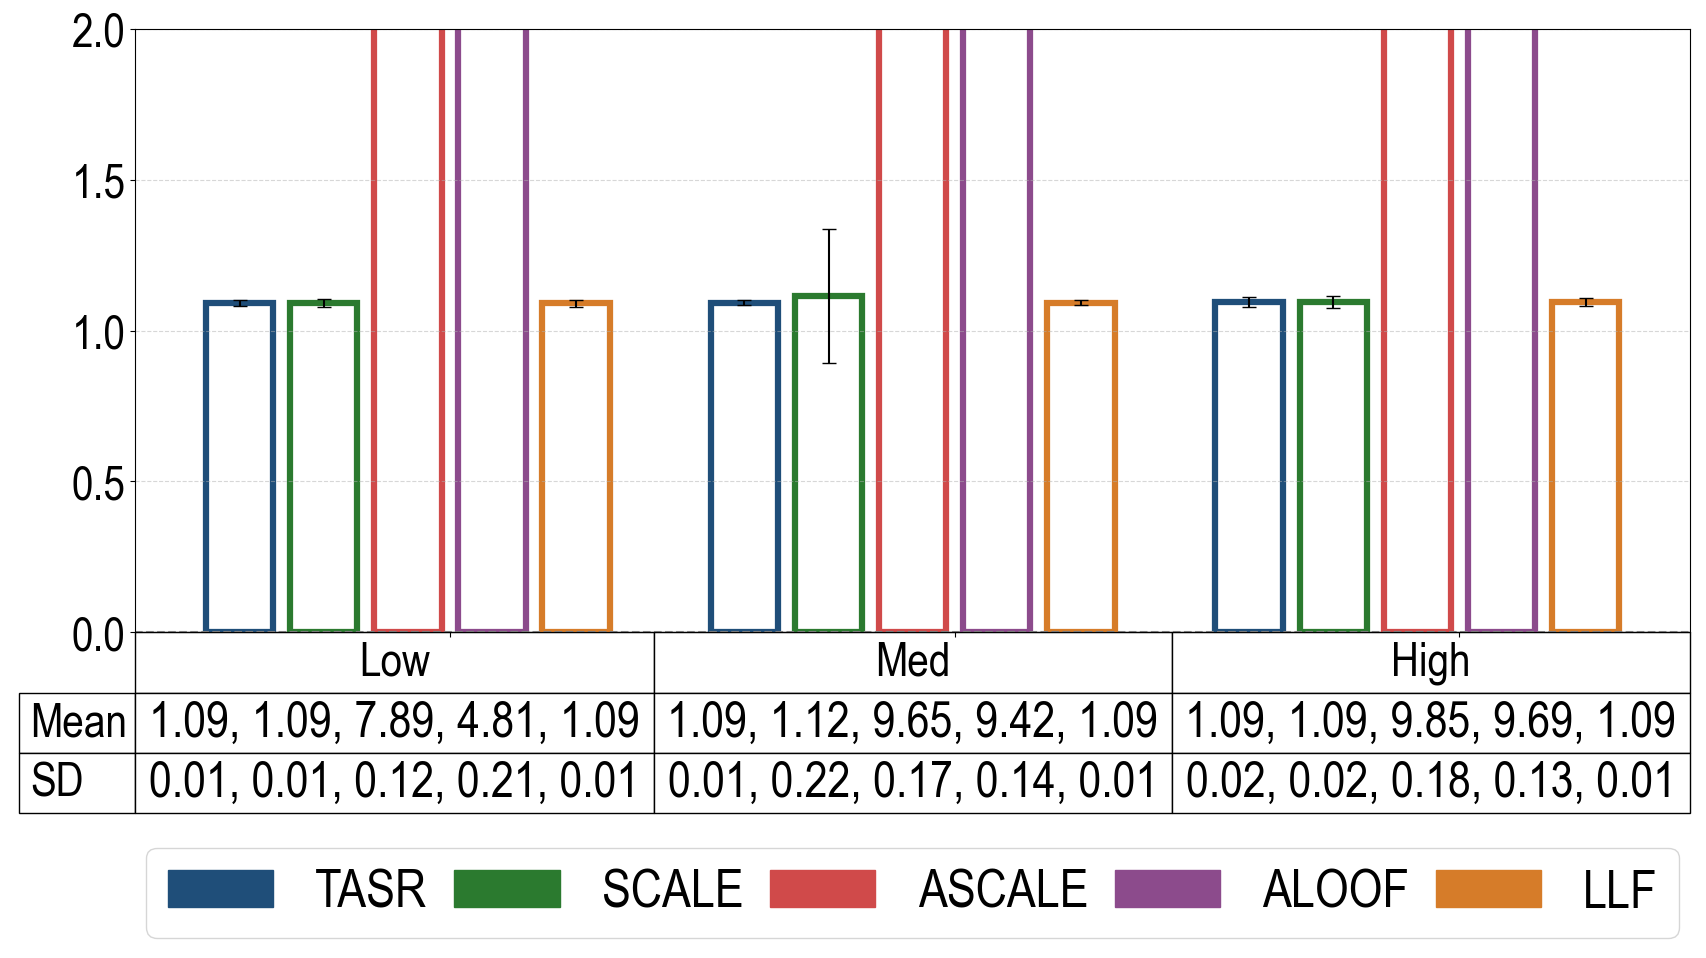 2.0
1.5
1.0
0.5
0.0
Low Med High
Mean 1.09, 1.09, 7.89, 4.81, 1.09 1.09, 1.12, 9.65, 9.42, 1.09 1.09, 1.09, 9.85, 9.69, 1.09
SD 0.01, 0.01, 0.12, 0.21, 0.01 0.01, 0.22, 0.17, 0.14, 0.01 0.02, 0.02, 0.18, 0.13, 0.01
TASR SCALE ASCALE ALOOF LLF